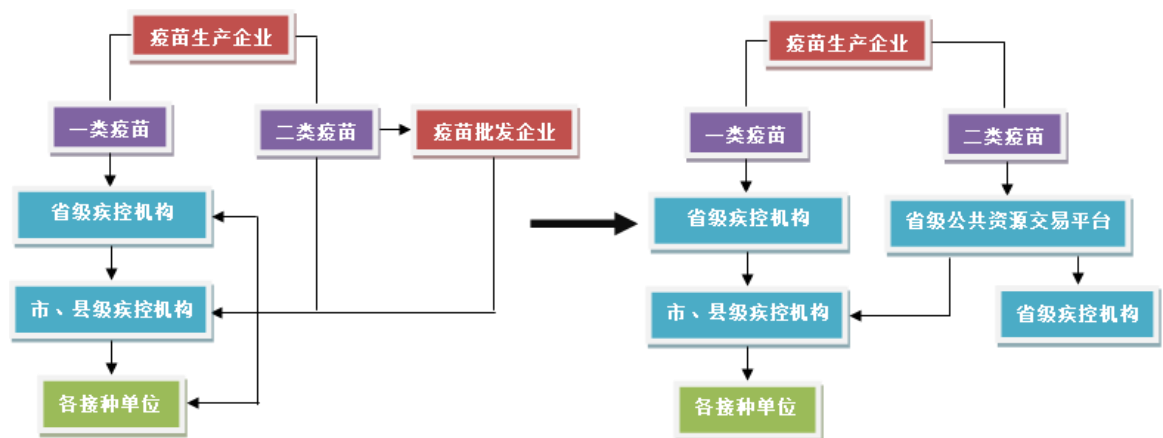 疫苗生产企业
一类疫苗
二类疫苗
疫苗批发企业
省级疾控机构
市、县级疾控机构
各接种单位
疫苗生产企业
一类疫苗
二类疫苗
省级疾控机构
省级公共资源交易平台
市、县级疾控机构
省级疾控机构
各接种单位